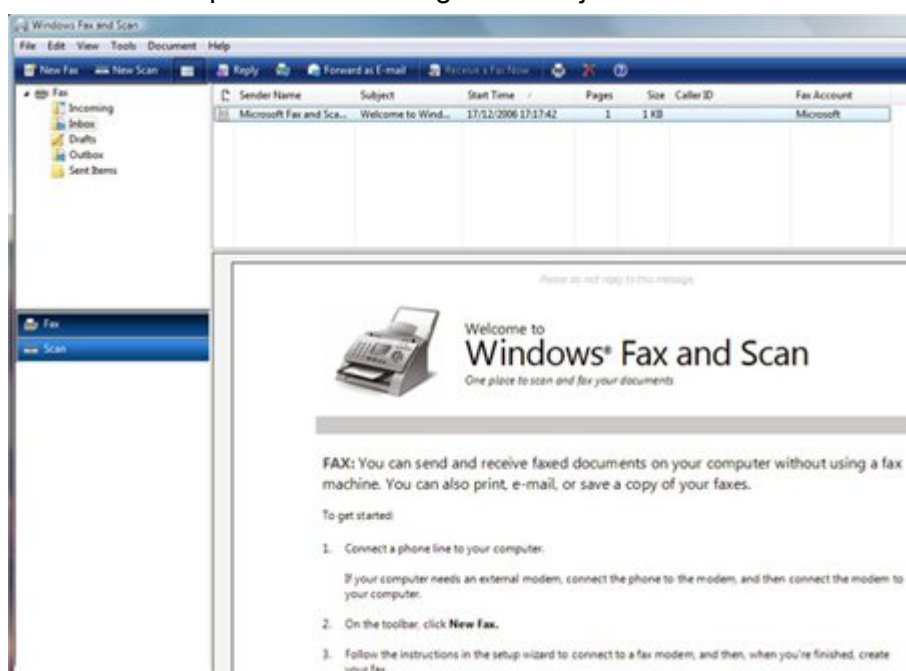 Windows Fax and Scan
File Edit View Tools Document Help
New Fax New Scan Reply Forward as E-mail Receive a Fax Now
Fax
Incoming
Inbox
Drafts
Outbox
Sent Items
Sender Name Subject Start Time Pages Size Caller ID Fax Account
Microsoft Fax and Sca... Welcome to Wind... 17/12/2006 17:17:42 1 1 KB Microsoft
Please do not reply to this message.
Fax
Scan
Welcome to
Windows® Fax and Scan
One place to scan and fax your documents
FAX: You can send and receive faxed documents on your computer without using a fax
machine. You can also print, e-mail, or save a copy of your faxes.
To get started:
1. Connect a phone line to your computer.
If your computer needs an external modem, connect the phone to the modem, and then connect the modem to
your computer.
2. On the toolbar, click New Fax.
3. Follow the instructions in the setup wizard to connect to a fax modem, and then, when you're finished, create
your fax.